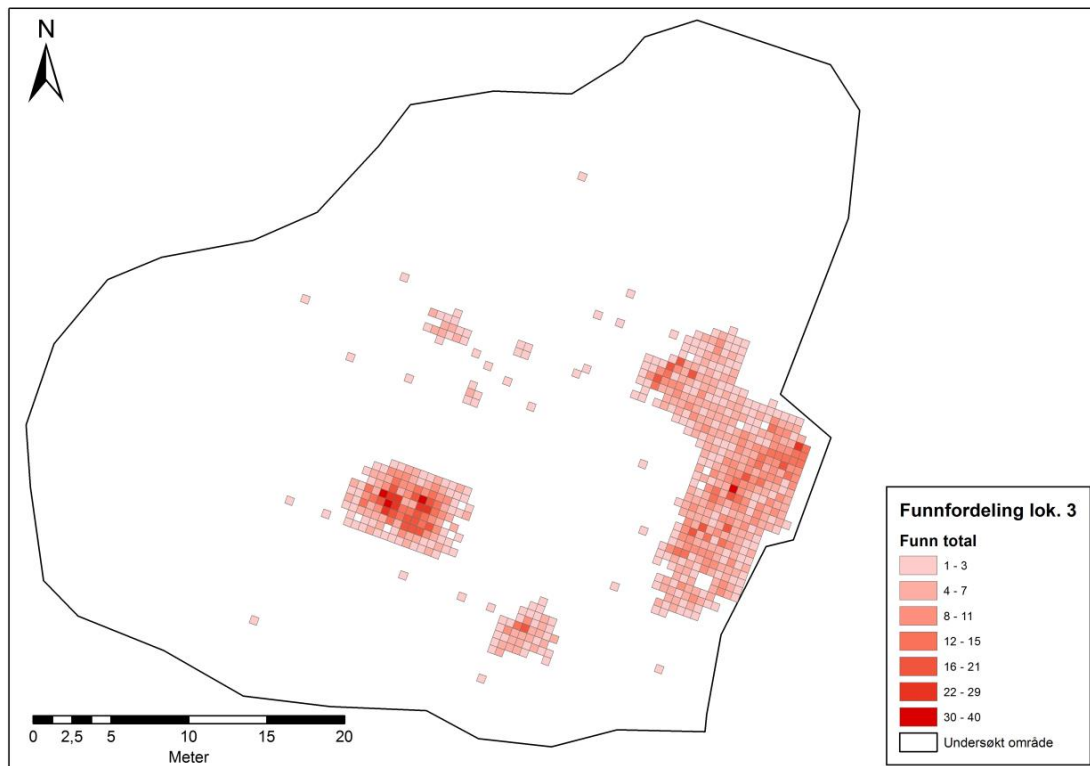 N
Funnfordeling lok. 3
Funn total
1 - 3
4 - 7
8 - 11
12 - 15
16 - 21
22 - 29
30 - 40
Undersøkt område
0 2,5 5 10 15 20
Meter